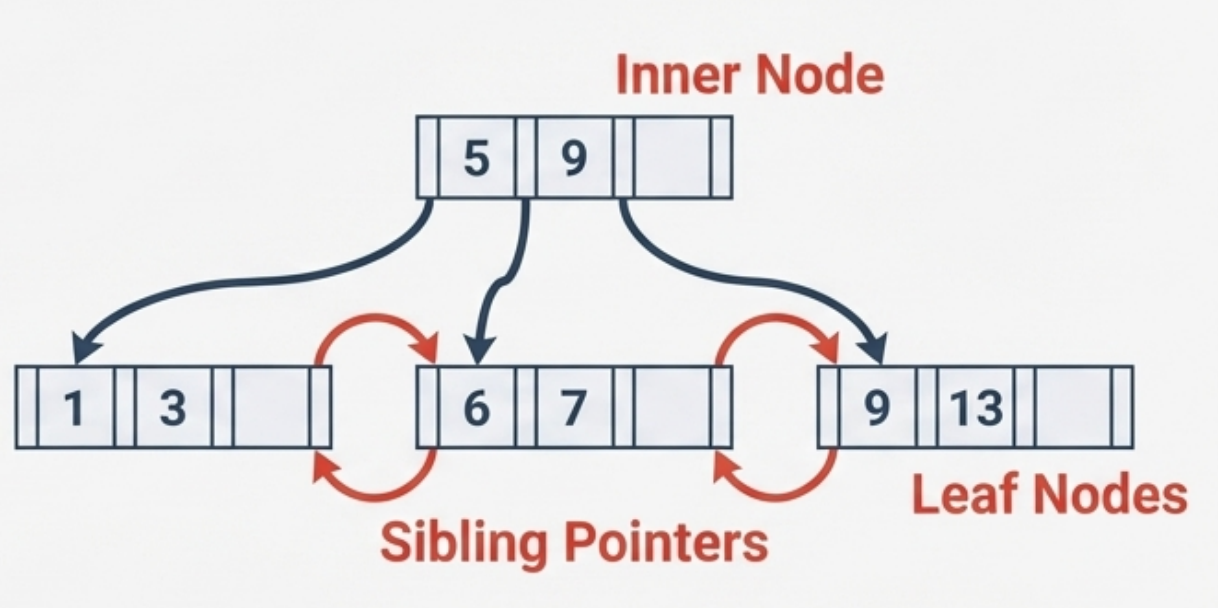 Inner Node
5 9
1 3 6 7 9 13
Leaf Nodes
Sibling Pointers